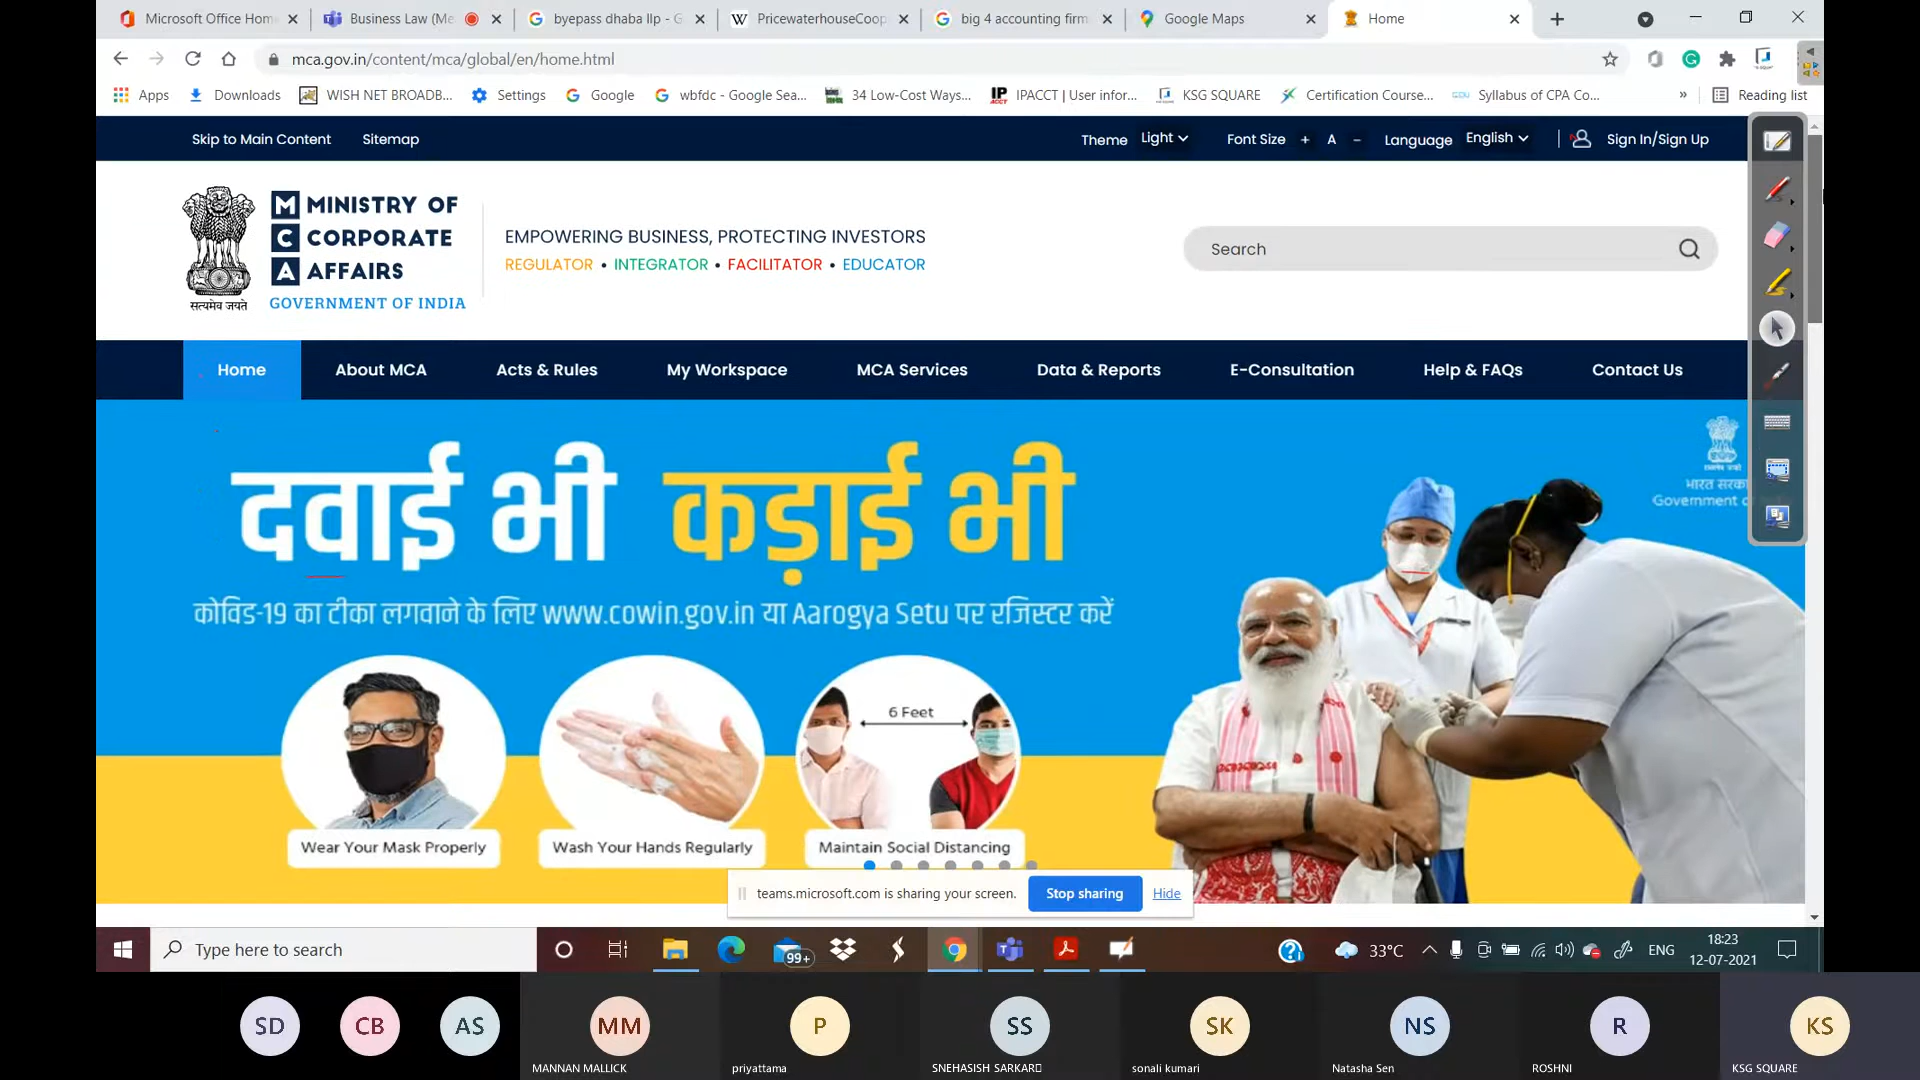 Microsoft Office Hom
Business Law (Me
byepass dhaba llp - G
PricewaterhouseCoop
big 4 accounting firm
Google Maps
Home
mca.gov.in/content/mca/global/en/home.html
Apps
Downloads
WISH NET BROADB...
Settings
Google
wbfdc - Google Sea...
34 Low-Cost Ways...
IPACCT | User infor...
KSG SQUARE
Certification Course...
Syllabus of CPA Co...
»
Reading list
Skip to Main Content
Sitemap
Theme Light
Font Size + A -
Language English
Sign In/Sign Up
MINISTRY OF
CORPORATE
AFFAIRS
GOVERNMENT OF INDIA
सत्यमेव जयते
EMPOWERING BUSINESS, PROTECTING INVESTORS
REGULATOR • INTEGRATOR • FACILITATOR • EDUCATOR
Search
Home
About MCA
Acts & Rules
My Workspace
MCA Services
Data & Reports
E-Consultation
Help & FAQs
Contact Us
दवाई भी कड़ाई भी
भारत सरका
Government o
कोविड-19 का टीका लगवाने के लिए www.cowin.gov.in या Aarogya Setu पर रजिस्टर करें
6 Feet
Wear Your Mask Properly
Wash Your Hands Regularly
Maintain Social Distancing
teams.microsoft.com is sharing your screen.
Stop sharing
Hide
Type here to search
99+
33°C
ENG
18:23
12-07-2021
SD
CB
AS
MM
P
SS
SK
NS
R
KS
MANNAN MALLICK
priyattama
SNEHASISH SARKAR
sonali kumari
Natasha Sen
ROSHNI
KSG SQUARE